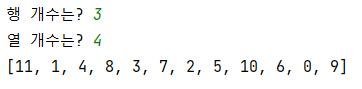 행 개수는? 3
열 개수는? 4
[11, 1, 4, 8, 3, 7, 2, 5, 10, 6, 0, 9]